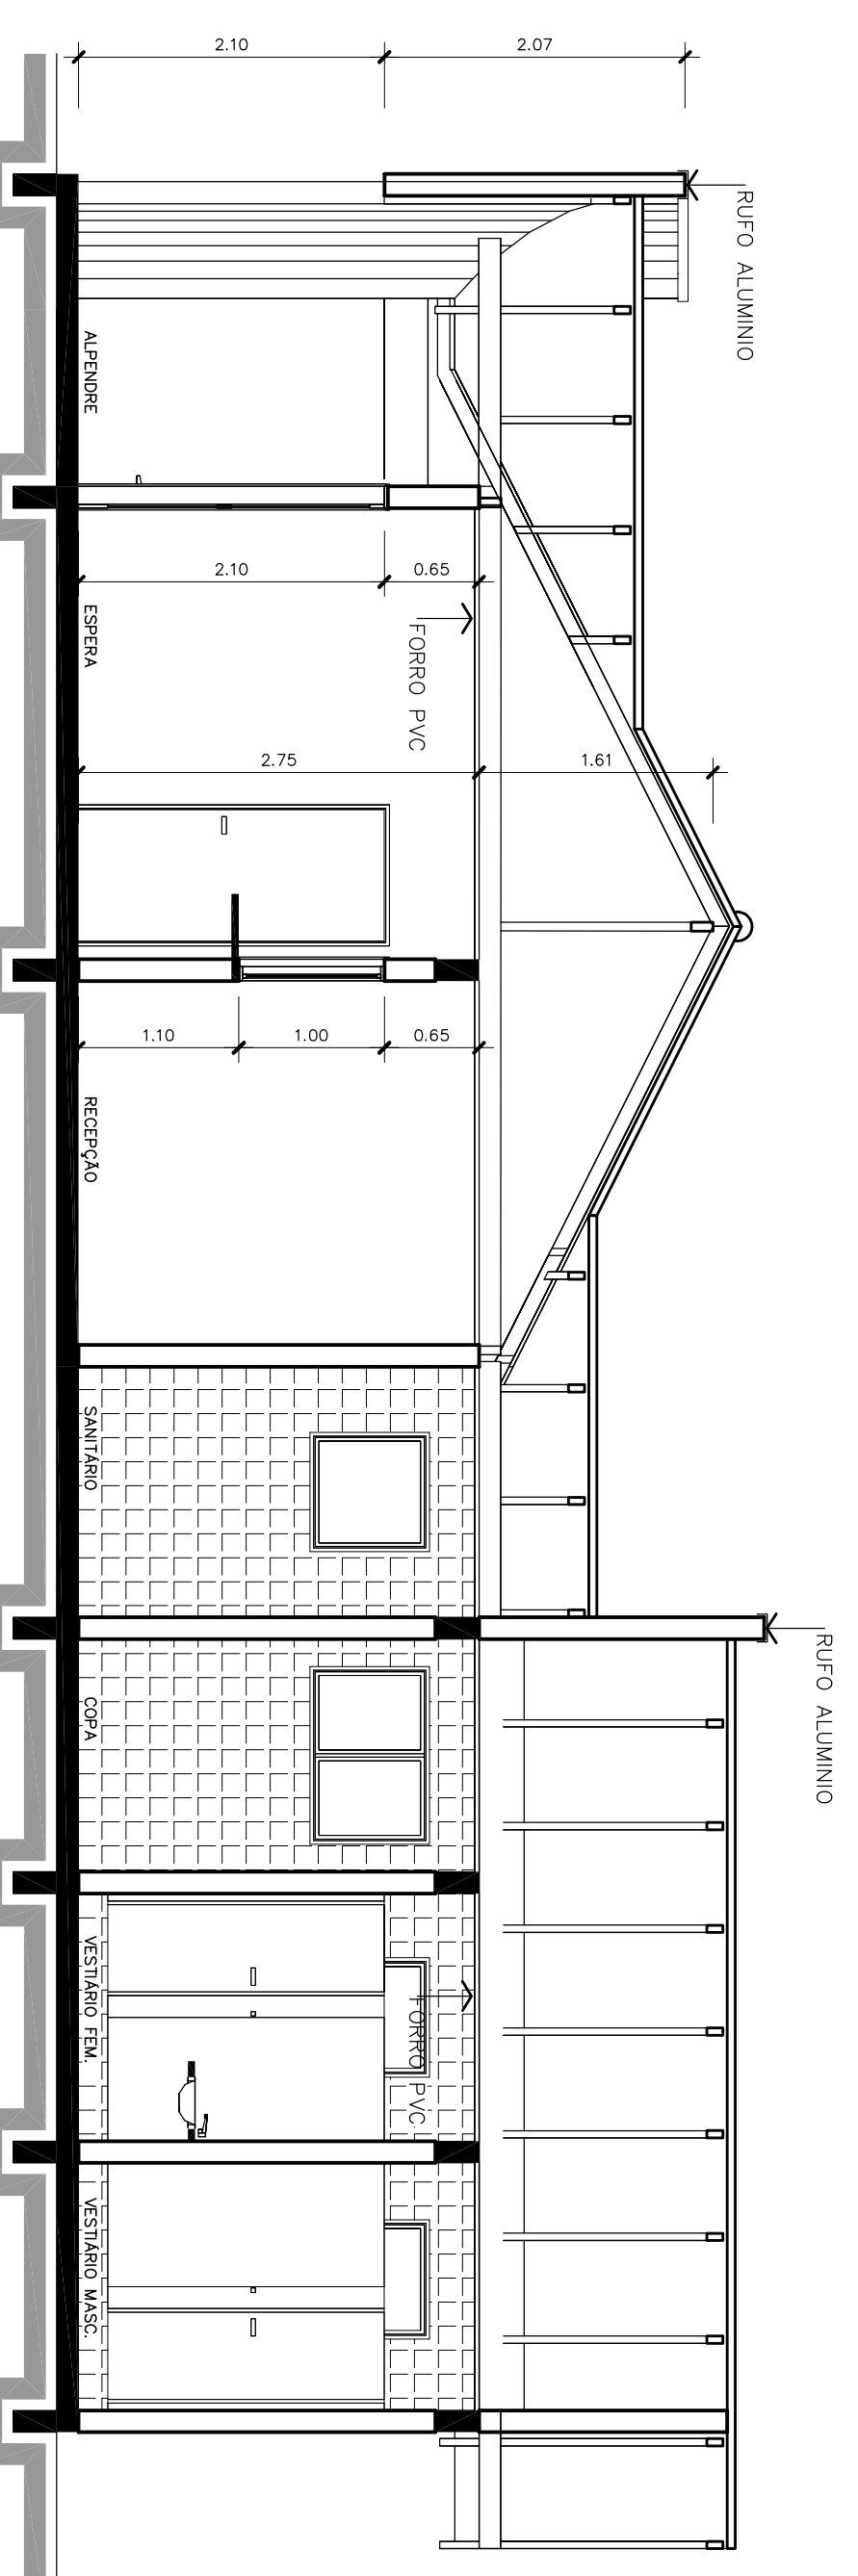 2.10
2.07
RUFO ALUMINIO
ALPENDRE
2.10
0.65
ESPERA
FORRO PVC
2.75
1.61
1.10
1.00
0.65
RECEPÇÃO
SANITÁRIO
RUFO ALUMINIO
COPA
VESTIÁRIO FEM.
FORRO PVC
VESTIÁRIO MASC.